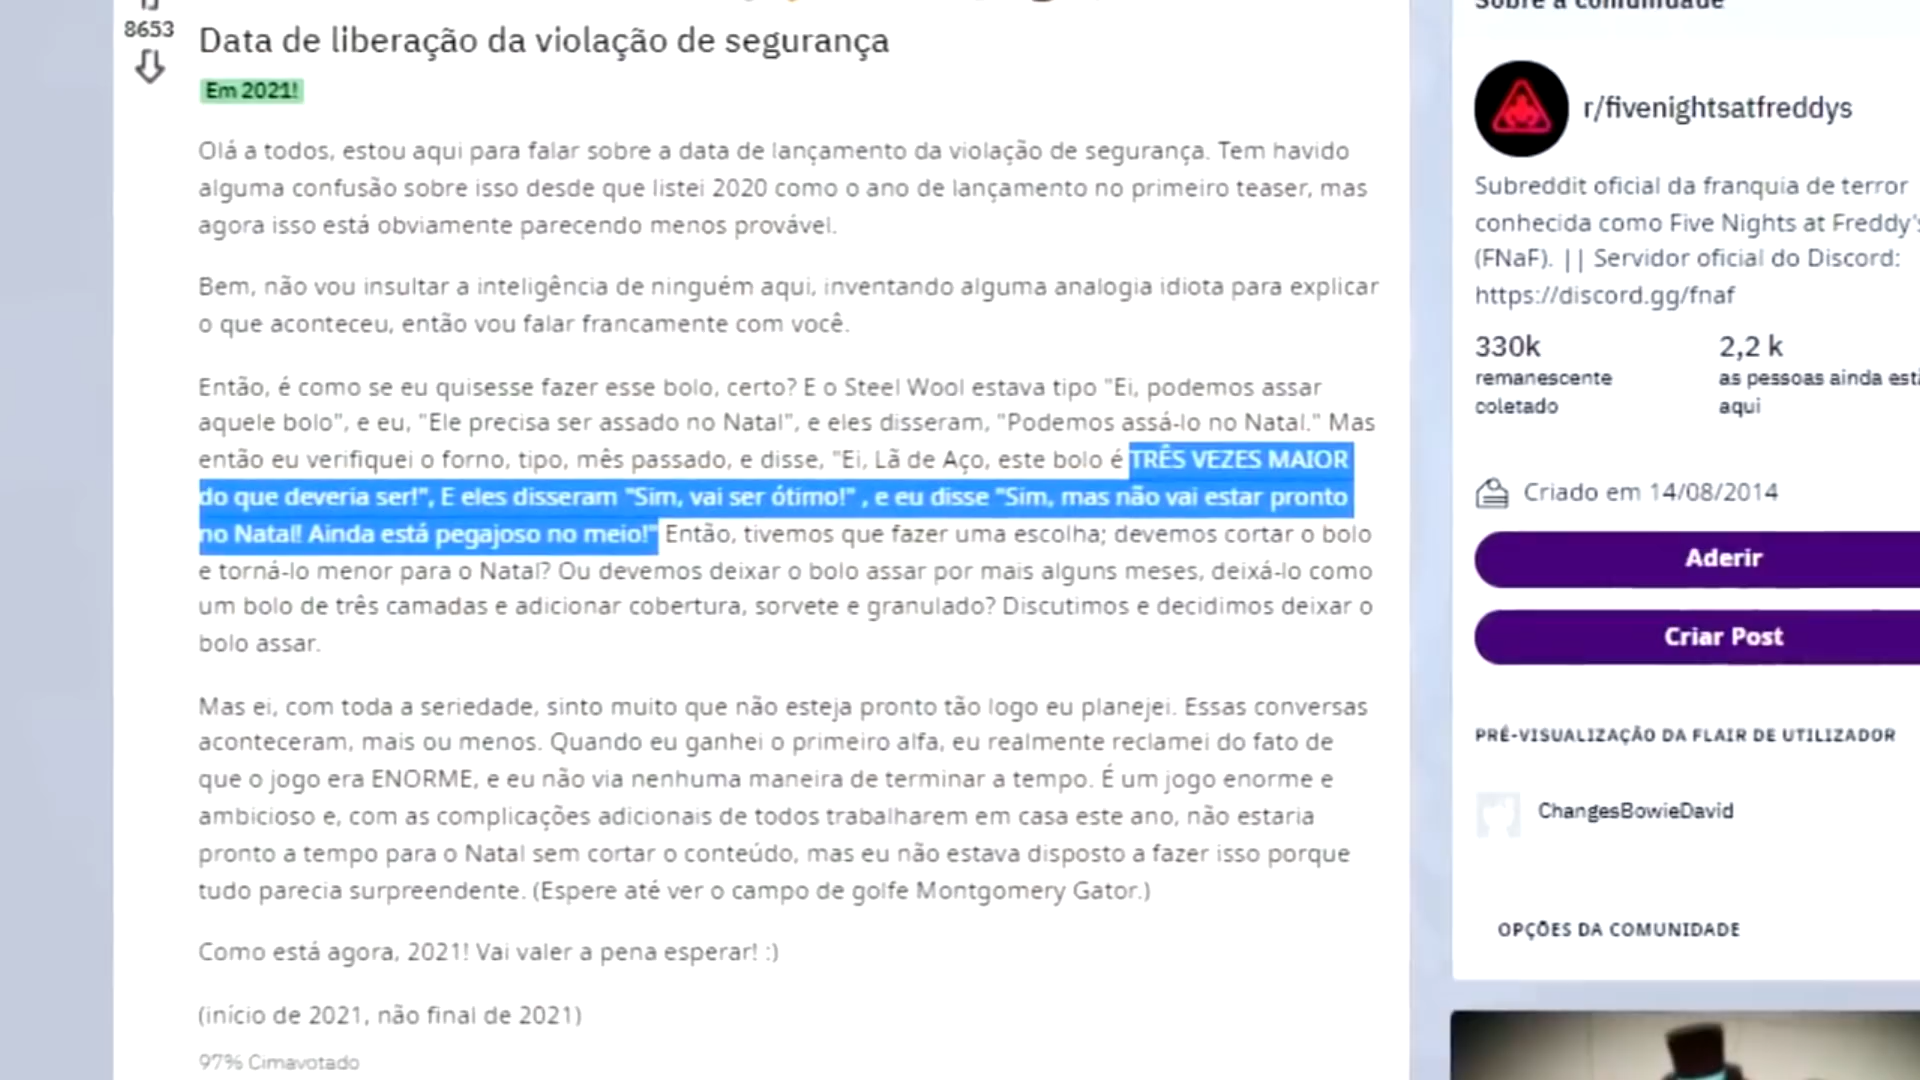 8653
Data de liberação da violação de segurança
Em 2021!
Olá a todos, estou aqui para falar sobre a data de lançamento da violação de segurança. Tem havido
alguma confusão sobre isso desde que listei 2020 como o ano de lançamento no primeiro teaser, mas
agora isso está obviamente parecendo menos provável.
Bem, não vou insultar a inteligência de ninguém aqui, inventando alguma analogia idiota para explicar
o que aconteceu, então vou falar francamente com você.
Então, é como se eu quisesse fazer esse bolo, certo? E o Steel Wool estava tipo "Ei, podemos assar
aquele bolo", e eu, "Ele precisa ser assado no Natal", e eles disseram, "Podemos assá-lo no Natal." Mas
então eu verifiquei o forno, tipo, mês passado, e disse, "Ei, Lã de Aço, este bolo é TRÊS VEZES MAIOR
do que deveria ser!", E eles disseram "Sim, vai ser ótimo!" , e eu disse "Sim, mas não vai estar pronto
no Natal! Ainda está pegajoso no meio!" Então, tivemos que fazer uma escolha; devemos cortar o bolo
e torná-lo menor para o Natal? Ou devemos deixar o bolo assar por mais alguns meses, deixá-lo como
um bolo de três camadas e adicionar cobertura, sorvete e granulado? Discutimos e decidimos deixar o
bolo assar.
Mas ei, com toda a seriedade, sinto muito que não esteja pronto tão logo eu planejei. Essas conversas
aconteceram, mais ou menos. Quando eu ganhei o primeiro alfa, eu realmente reclamei do fato de
que o jogo era ENORME, e eu não via nenhuma maneira de terminar a tempo. É um jogo enorme e
ambicioso e, com as complicações adicionais de todos trabalharem em casa este ano, não estaria
pronto a tempo para o Natal sem cortar o conteúdo, mas eu não estava disposto a fazer isso porque
tudo parecia surpreendente. (Espere até ver o campo de golfe Montgomery Gator.)
Como está agora, 2021! Vai valer a pena esperar! :)
(início de 2021, não final de 2021)
97% Cimavotado
Sobre a comunidade
r/fivenightsatfreddys
Subreddit oficial da franquia de terror
conhecida como Five Nights at Freddy's
(FNaF). || Servidor oficial do Discord:
https://discord.gg/fnaf
330k
remanescente
coletado
2,2 k
as pessoas ainda est
aqui
Criado em 14/08/2014
Aderir
Criar Post
PRÉ-VISUALIZAÇÃO DA FLAIR DE UTILIZADOR
ChangesBowieDavid
OPÇÕES DA COMUNIDADE